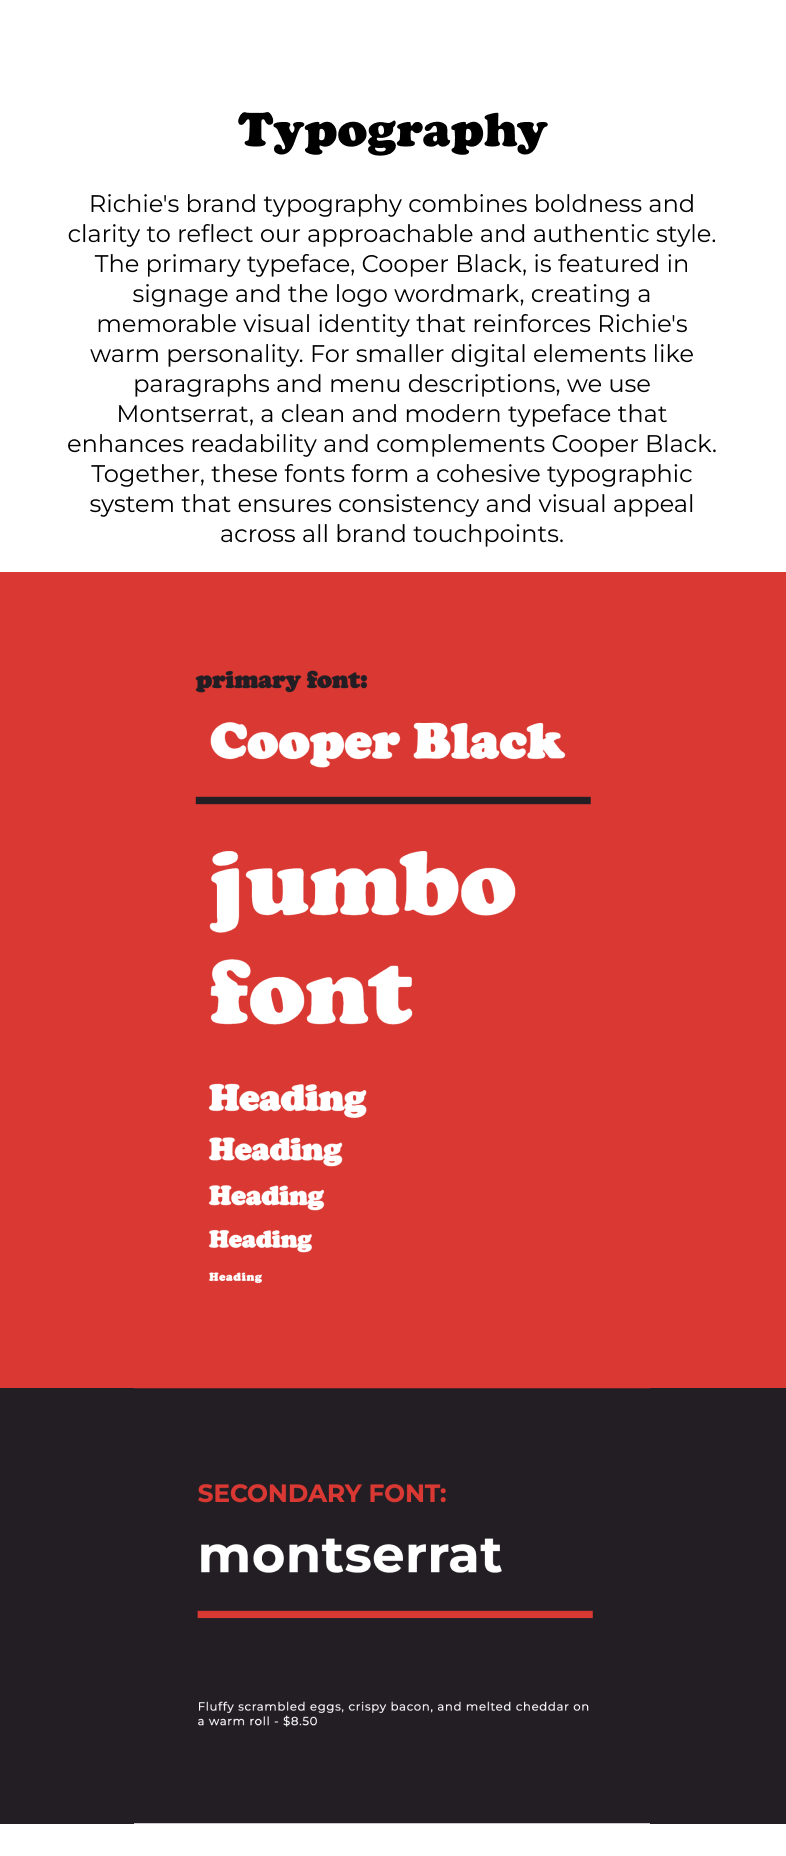 Typography
Richie's brand typography combines boldness and
clarity to reflect our approachable and authentic style.
The primary typeface, Cooper Black, is featured in
signage and the logo wordmark, creating a
memorable visual identity that reinforces Richie's
warm personality. For smaller digital elements like
paragraphs and menu descriptions, we use
Montserrat, a clean and modern typeface that
enhances readability and complements Cooper Black.
Together, these fonts form a cohesive typographic
system that ensures consistency and visual appeal
across all brand touchpoints.
primary font:
Cooper Black
jumbo
font
Heading
Heading
Heading
Heading
Heading
SECONDARY FONT:
montserrat
Fluffy scrambled eggs, crispy bacon, and melted cheddar on
a warm roll - $8.50